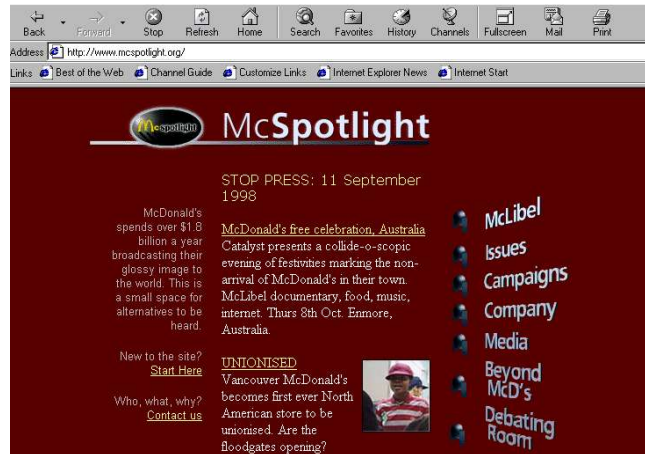 Back Forward Stop Refresh Home Search Favorites History Channels Fullscreen Mail Print
Address http://www.mcspotlight.org/
Links Best of the Web Channel Guide Customize Links Internet Explorer News Internet Start
Mcspotlight McSpotlight
STOP PRESS: 11 September
1998
McDonald's
spends over $1.8
billion a year
broadcasting their
glossy image to
the world. This is
a small space for
alternatives to be
heard.
New to the site?
Start Here
Who, what, why?
Contact us
McDonald's free celebration, Australia
Catalyst presents a collide-o-scopic
evening of festivities marking the non-
arrival of McDonald's in their town.
McLibel documentary, food, music,
internet. Thurs 8th Oct. Enmore,
Australia.
UNIONISED
Vancouver McDonald's
becomes first ever North
American store to be
unionised. Are the
floodgates opening?
McLibel
Issues
Campaigns
Company
Media
Beyond
McD's
Debating
Room